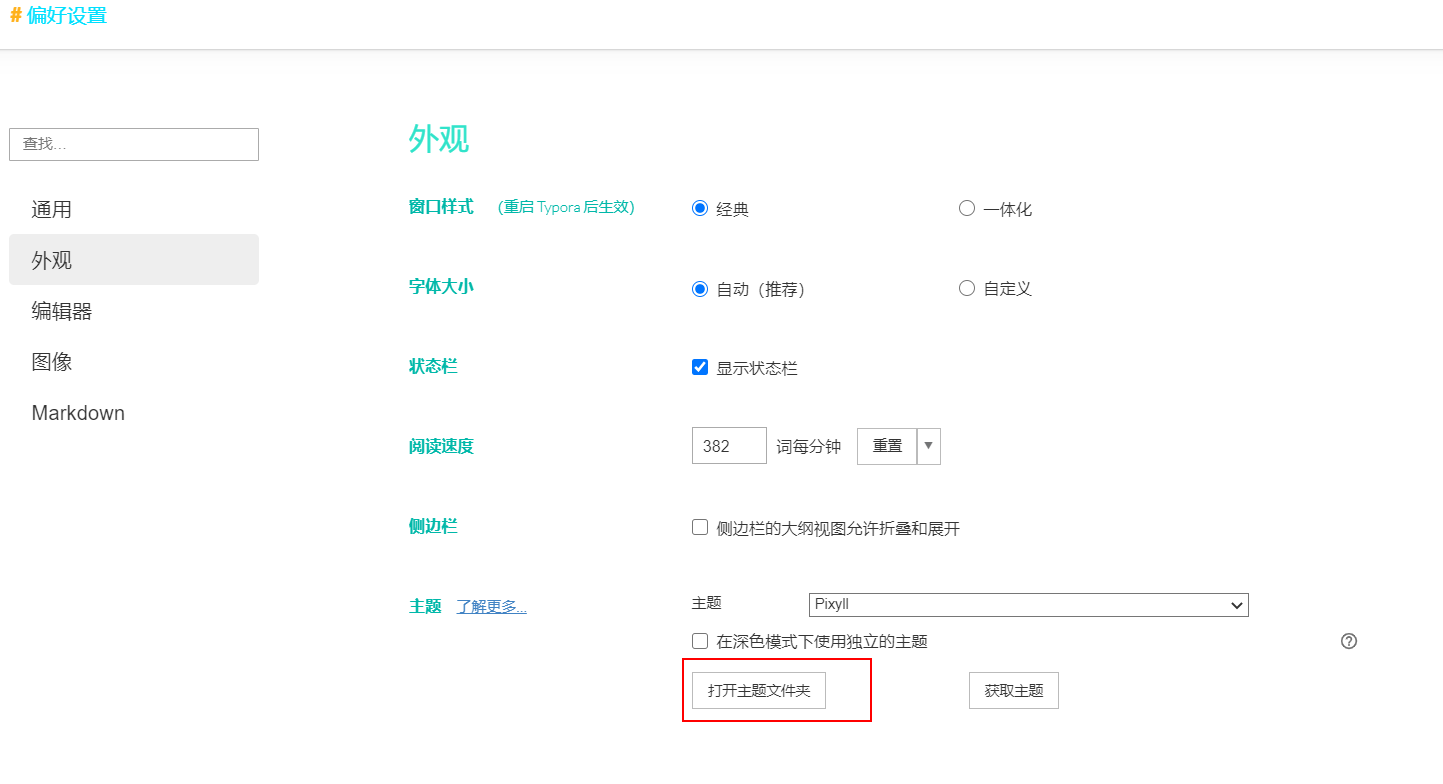 # 偏好设置
查找...
通用
外观
编辑器
图像
Markdown
外观
窗口样式 (重启 Typora 后生效) 经典 一体化
字体大小 自动（推荐） 自定义
状态栏 显示状态栏
阅读速度 382 词每分钟 重置
侧边栏 侧边栏的大纲视图允许折叠和展开
主题 了解更多... 主题 Pixyll
在深色模式下使用独立的主题
打开主题文件夹 获取主题